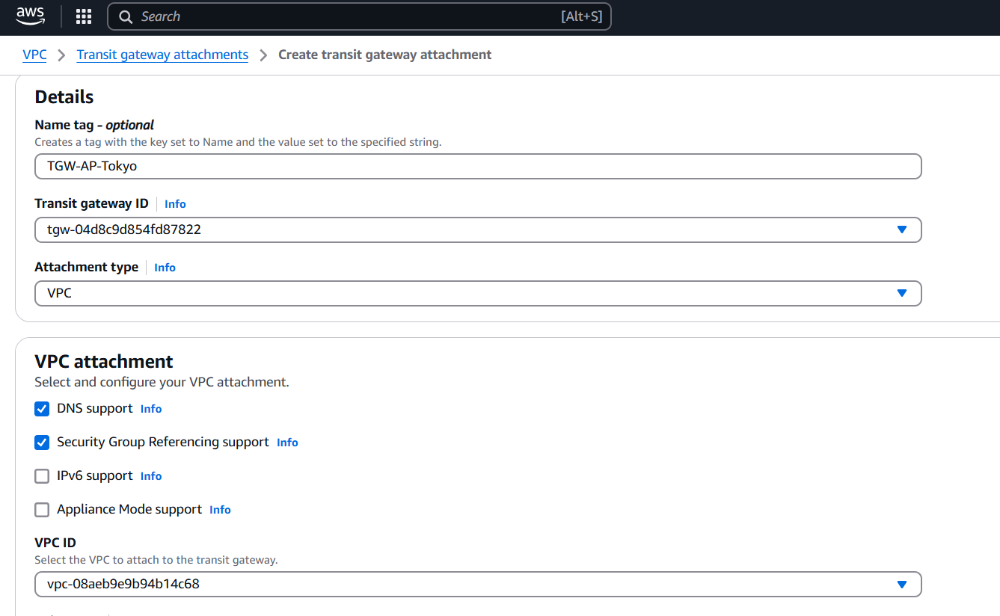 aws
Search [Alt+S]
VPC > Transit gateway attachments > Create transit gateway attachment
Details
Name tag - optional
Creates a tag with the key set to Name and the value set to the specified string.
TGW-AP-Tokyo
Transit gateway ID Info
tgw-04d8c9d854fd87822
Attachment type Info
VPC
VPC attachment
Select and configure your VPC attachment.
DNS support Info
Security Group Referencing support Info
IPv6 support Info
Appliance Mode support Info
VPC ID
Select the VPC to attach to the transit gateway.
vpc-08aeb9e9b94b14c68